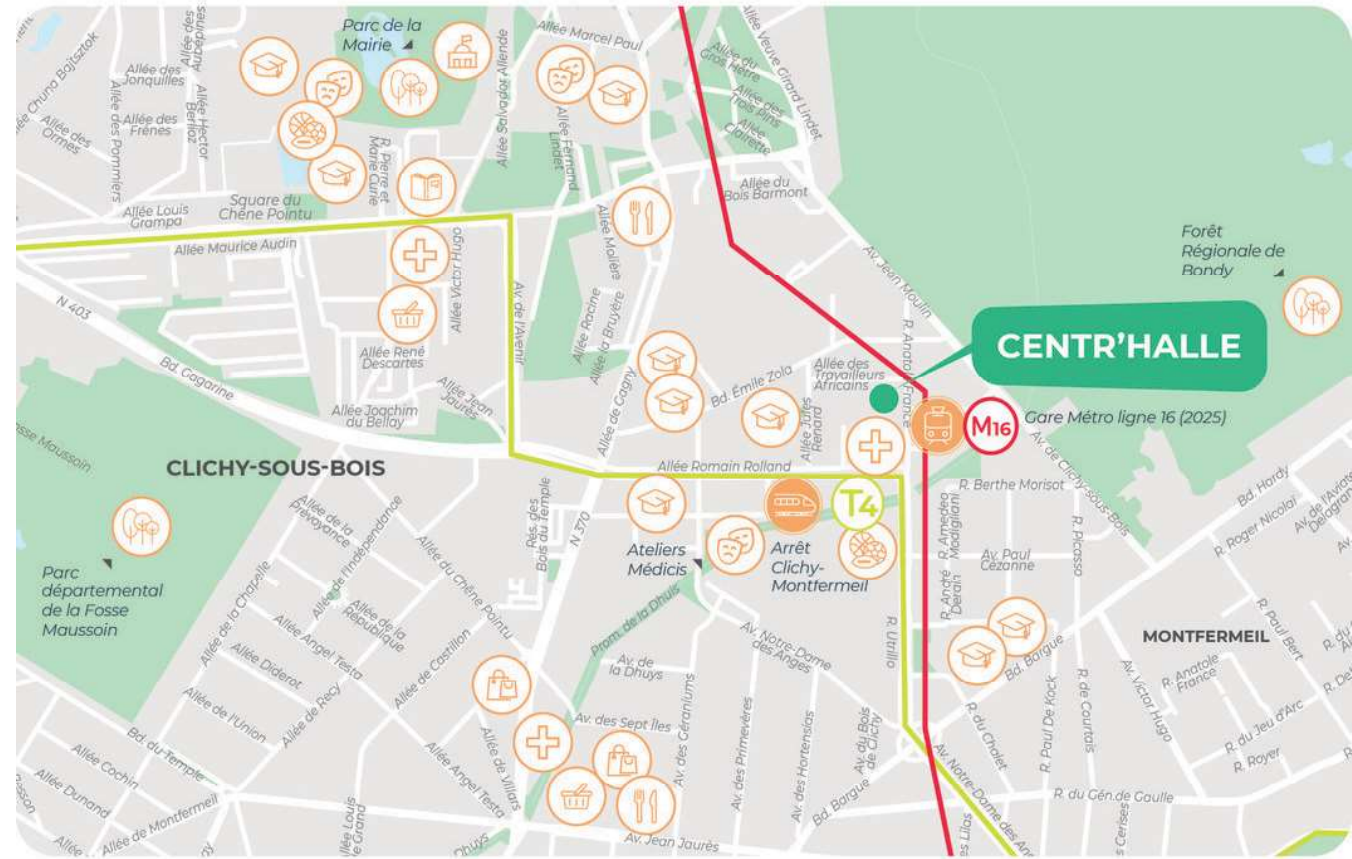 Parc de la
Mairie
Allée Marcel Paul
Allée des
Aubépines
Allée des
Jonquilles
Allée Chuna Bajtsztok
Allée des
Frênes
Allée des
Ormes
Allée des Pommiers
Allée Hector
Berlioz
Allée Salvador Allende
Allée Fernand
Lindet
R. Pierre et
Marie Curie
Allée du
Gros Hêtre
Allée des
Trois Pins
Allée
Clairette
Allée Veuve Girard Lindet
Allée du
Bois Barmont
Allée Louis
Grampa
Square du
Chêne Pointu
Allée Maurice Audin
Allée Victor Hugo
Allée Molière
Allée Racine
Allée la Bruyère
Av. de l'Avenir
Av. Jean Moulin
Forêt
Régionale de
Bondy
N 403
Bd. Gagarine
Allée René
Descartes
Allée Jean
Jaurès
Allée Joachim
du Bellay
Allée de Gagny
Bd. Émile Zola
Allée des
Travailleurs
Africains
R. Anatole France
Allée Jules
Renard
CENTR'HALLE
M16
Gare Métro ligne 16 (2025)
Av. de Clichy-sous-Bois
CLICHY-SOUS-BOIS
Allée Romain Rolland
T4
Arrêt
Clichy-
Montfermeil
Ateliers
Médicis
Rés. des
Bois du Temple
N 370
R. Berthe Morisot
R. Amedeo
Modigliani
R. André
Derain
Av. Paul
Cézanne
R. Picasso
Bd. Hardy
R. Roger Nicolaï
Parc
départemental
de la Fosse
Maussoin
Allée de la
Prévoyance
Allée de l'Indépendance
Allée de la Chapelle
Allée de la
République
Allée du Chêne Pointu
Allée Angel Testa
Allée Diderot
Allée de Castillon
Allée de l'Union
Allée de Recy
Prom. de la Dhuis
Av. de
la Dhuys
Av. Notre-Dame
des Anges
R. Utrillo
Bd. Bargue
MONTFERMEIL
R. Paul Bert
R. Anatole
France
Av. Victor Hugo
R. du Jeu d'Arc
R. Royer
R. de Courtais
R. Paul De Kock
R. du Chalet
Av. des Sept Îles
Av. des Géraniums
Av. des Primevères
Av. des Hortensias
Av. du Bois
de Clichy
Bd. du Temple
Allée Cochin
Allée Dunand
Allée de Montfermeil
Allée Louis
Le Grand
Allée Angel Testa
Allée de Villars
Av. Jean Jaurès
Bd. Bargue
Av. Notre-Dame des An
R. du Gén.de Gaulle